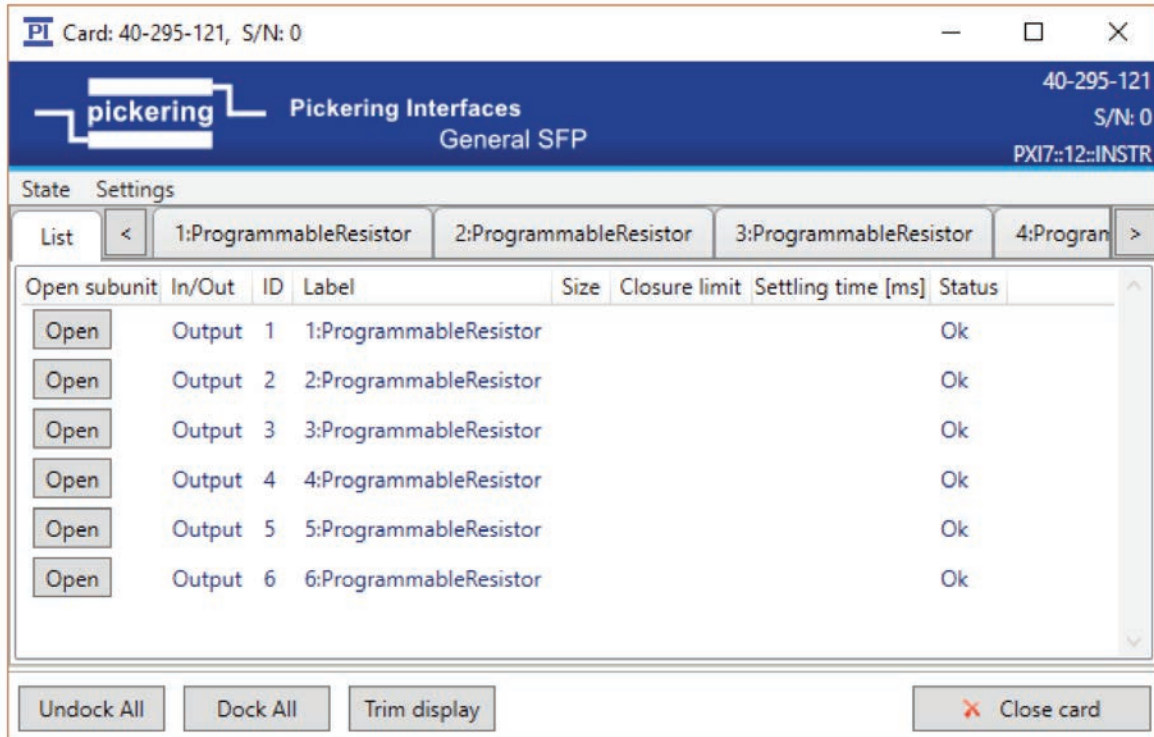 PI Card: 40-295-121, S/N: 0
pickering Pickering Interfaces
General SFP
40-295-121
S/N: 0
PXI7::12::INSTR
State Settings
List < 1:ProgrammableResistor 2:ProgrammableResistor 3:ProgrammableResistor 4:Program >
Open subunit In/Out ID Label Size Closure limit Settling time [ms] Status
Open Output 1 1:ProgrammableResistor Ok
Open Output 2 2:ProgrammableResistor Ok
Open Output 3 3:ProgrammableResistor Ok
Open Output 4 4:ProgrammableResistor Ok
Open Output 5 5:ProgrammableResistor Ok
Open Output 6 6:ProgrammableResistor Ok
Undock All Dock All Trim display Close card